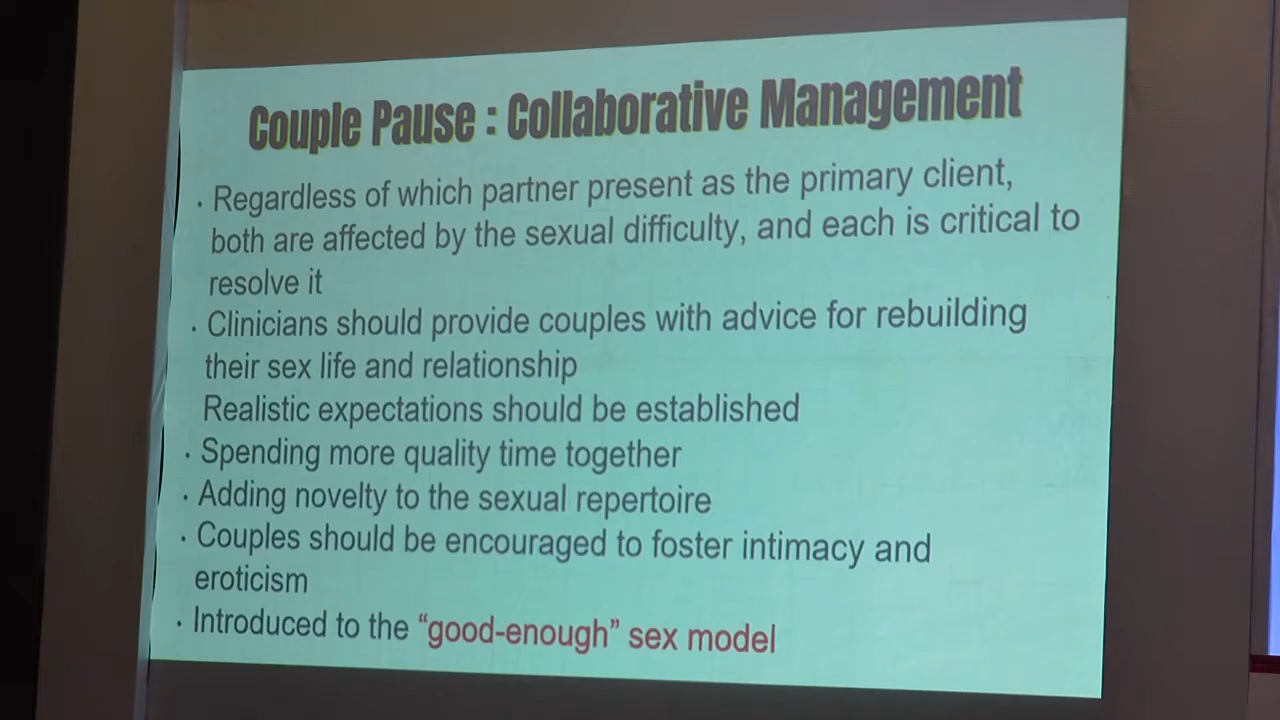 Couple Pause : Collaborative Management
· Regardless of which partner present as the primary client,
both are affected by the sexual difficulty, and each is critical to
resolve it
· Clinicians should provide couples with advice for rebuilding
their sex life and relationship
Realistic expectations should be established
· Spending more quality time together
· Adding novelty to the sexual repertoire
· Couples should be encouraged to foster intimacy and
eroticism
· Introduced to the “good-enough” sex model